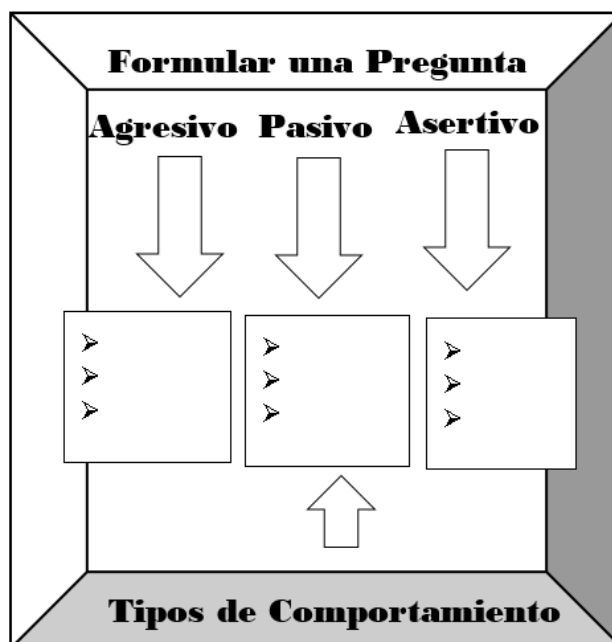 Formular una Pregunta
Agresivo Pasivo Asertivo
Tipos de Comportamiento